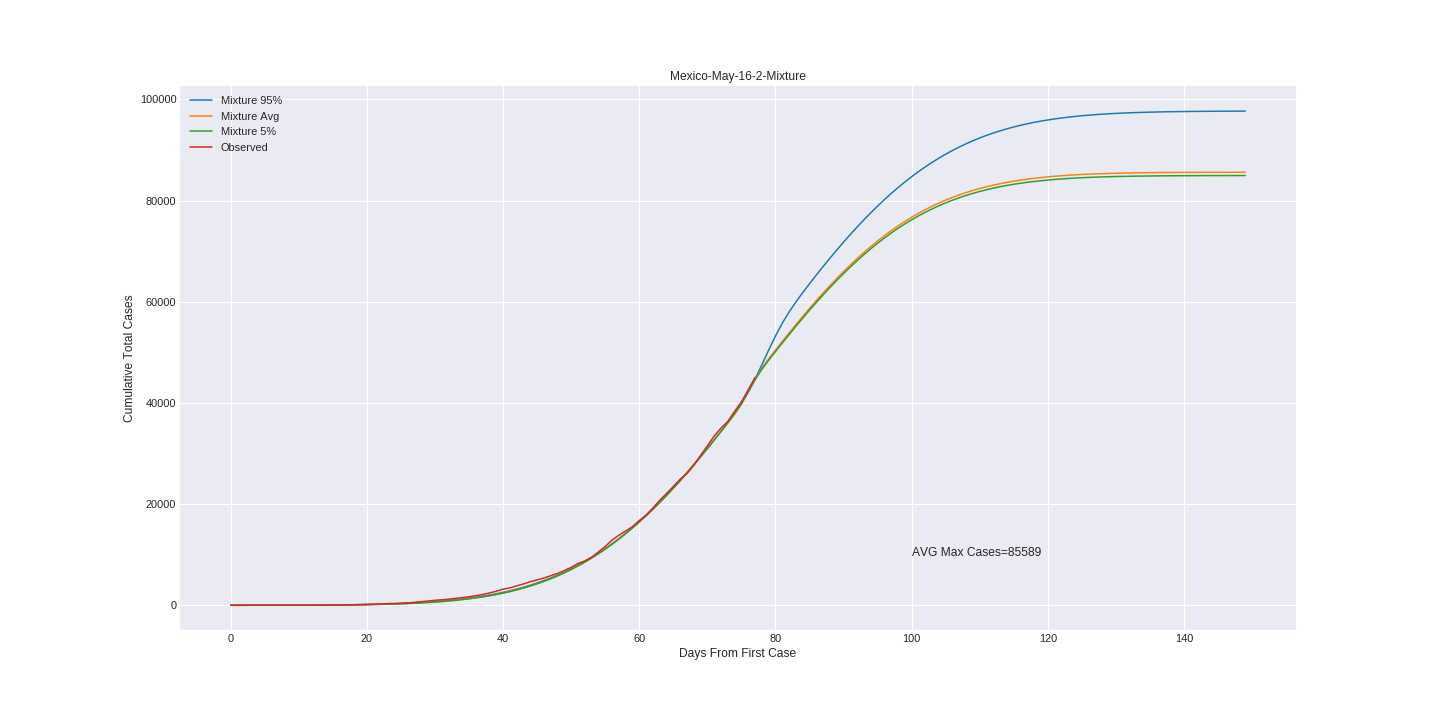 Mexico-May-16-2-Mixture
100000
80000
60000
40000
20000
0
Cumulative Total Cases
Mixture 95%
Mixture Avg
Mixture 5%
Observed
AVG Max Cases=85589
0 20 40 60 80 100 120 140
Days From First Case